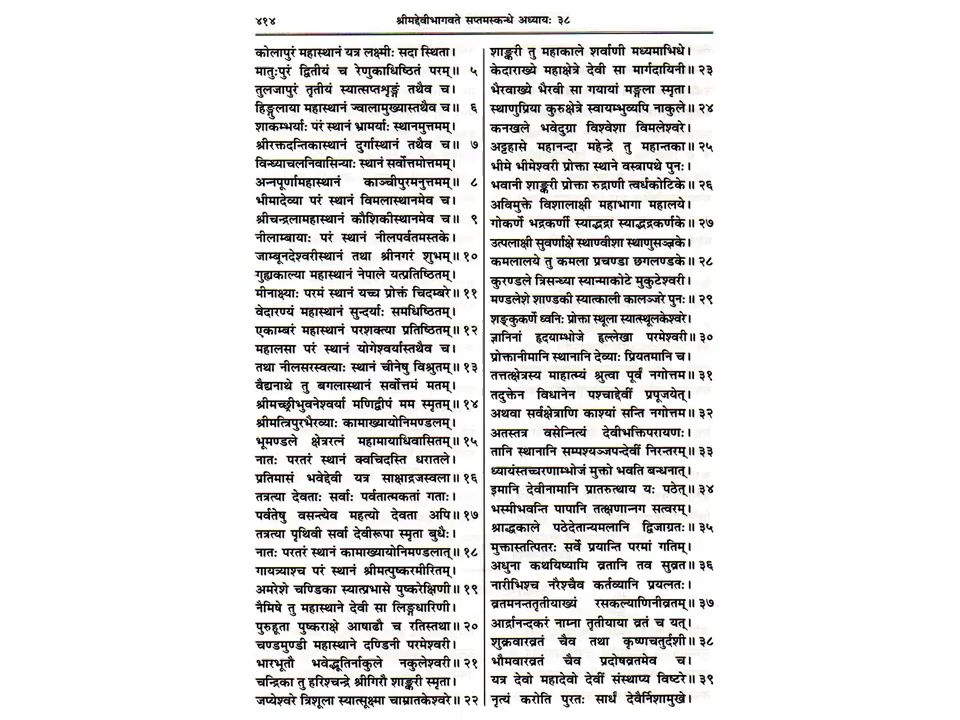 ४१४ श्रीमद्देवीभागवते सप्तमस्कन्धे अध्यायः ३८
कोलापुरं महास्थानं यत्र लक्ष्मीः सदा स्थिता।
मातुःपुरं द्वितीयं च रेणुकाधिष्ठितं परम्॥ ५
तुलजापुरं तृतीयं स्यात्सप्तशृङ्गं तथैव च।
हिङ्गुलाया महास्थानं ज्वालामुख्यास्तथैव च॥ ६
शाकम्भर्याः परं स्थानं भ्रामर्याः स्थानमुत्तमम्।
श्रीरक्तदन्तिकास्थानं दुर्गास्थानं तथैव च॥ ७
विन्ध्याचलनिवासिन्याः स्थानं सर्वोत्तमोत्तमम्।
अन्नपूर्णामहास्थानं काञ्चीपुरमनुत्तमम्॥ ८
भीमादेव्या परं स्थानं विमलास्थानमेव च।
श्रीचन्द्रलामहास्थानं कौशिकीस्थानमेव च॥ ९
नीलाम्बायाः परं स्थानं नीलपर्वतमस्तके।
जाम्बूनदेश्वरीस्थानं तथा श्रीनगरं शुभम्॥ १०
गुह्यकाल्या महास्थानं नेपाले यत्प्रतिष्ठितम्।
मीनाक्ष्याः परमं स्थानं यच्च प्रोक्तं चिदम्बरे॥ ११
वेदारण्यं महास्थानं सुन्दर्याः समधिष्ठितम्।
एकाम्बरं महास्थानं परशक्त्या प्रतिष्ठितम्॥ १२
महालसा परं स्थानं योगेश्वर्यास्तथैव च।
तथा नीलसरस्वत्याः स्थानं चीनेषु विश्रुतम्॥ १३
वैद्यनाथे तु बगलास्थानं सर्वोत्तमं मतम्।
श्रीमच्छ्रीभुवनेश्वर्या मणिद्वीपं मम स्मृतम्॥ १४
श्रीमत्त्रिपुरभैरव्याः कामाख्यायोनिमण्डलम्।
भूमण्डले क्षेत्ररत्नं महामायाधिवासितम्॥ १५
नातः परतरं स्थानं क्वचिदस्ति धरातले।
प्रतिमासं भवेद्देवी यत्र साक्षाद्रजस्वला॥ १६
तत्रत्या देवताः सर्वाः पर्वतात्मकतां गताः।
पर्वतेषु वसन्त्येव महत्यो देवता अपि॥ १७
तत्रत्या पृथिवी सर्वा देवीरूपा स्मृता बुधैः।
नातः परतरं स्थानं कामाख्यायोनिमण्डलात्॥ १८
गायत्र्याश्च परं स्थानं श्रीमत्पुष्करमीरितम्।
अमरेशे चण्डिका स्यात्प्रभासे पुष्करेक्षिणी॥ १९
नैमिषे तु महास्थाने देवी सा लिङ्गधारिणी।
पुरुहूता पुष्कराक्षे आषाढौ च रतिस्तथा॥ २०
चण्डमुण्डी महास्थाने दण्डिनी परमेश्वरी।
भारभूतौ भवेद्भूतिर्नाकुले नकुलेश्वरी॥ २१
चन्द्रिका तु हरिश्चन्द्रे श्रीगिरौ शाङ्करी स्मृता।
जप्येश्वरे त्रिशूला स्यात्सूक्ष्मा चाम्रातकेश्वरे॥ २२
शाङ्करी तु महाकाले शर्वाणी मध्यमाभिधे।
केदाराख्ये महाक्षेत्रे देवी सा मार्गदायिनी॥ २३
भैरवाख्ये भैरवी सा गयायां मङ्गला स्मृता।
स्थाणुप्रिया कुरुक्षेत्रे स्वायम्भुव्यपि नाकुले॥ २४
कनखले भवेदुग्रा विश्वेशा विमलेश्वरे।
अट्टहासे महानन्दा महेन्द्रे तु महान्तका॥ २५
भीमे भीमेश्वरी प्रोक्ता स्थाने वस्त्रापथे पुनः।
भवानी शाङ्करी प्रोक्ता रुद्राणी त्वर्धकोटिके॥ २६
अविमुक्ते विशालाक्षी महाभागा महालये।
गोकर्णे भद्रकर्णी स्याद्भद्रा स्याद्भद्रकर्णके॥ २७
उत्पलाक्षी सुवर्णाक्षे स्थाण्वीशा स्थाणुसञ्ज्ञके।
कमलालये तु कमला प्रचण्डा छगलण्डके॥ २८
कुरण्डले त्रिसन्ध्या स्यान्माकोटे मुकुटेश्वरी।
मण्डलेशे शाण्डकी स्यात्काली कालञ्जरे पुनः॥ २९
शङ्कुकर्णे ध्वनिः प्रोक्ता स्थूला स्यात्स्थूलकेश्वरे।
ज्ञानिनां हृदयाम्भोजे हृल्लेखा परमेश्वरी॥ ३०
प्रोक्तानीमानि स्थानानि देव्याः प्रियतमानि च।
तत्तत्क्षेत्रस्य माहात्म्यं श्रुत्वा पूर्वं नगोत्तम॥ ३१
तदुक्तेन विधानेन पश्चाद्देवीं प्रपूजयेत्।
अथवा सर्वक्षेत्राणि काश्यां सन्ति नगोत्तम॥ ३२
अतस्तत्र वसेन्नित्यं देवीभक्तिपरायणः।
तानि स्थानानि सम्पश्यञ्जपन्देवीं निरन्तरम्॥ ३३
ध्यायंस्तच्चरणाम्भोजं मुक्तो भवति बन्धनात्।
इमानि देवीनामानि प्रातरुत्थाय यः पठेत्॥ ३४
भस्मीभवन्ति पापानि तत्क्षणान्नग सत्वरम्।
श्राद्धकाले पठेदेतान्यमलानि द्विजाग्रतः॥ ३५
मुक्तास्तत्पितरः सर्वे प्रयान्ति परमां गतिम्।
अधुना कथयिष्यामि व्रतानि तव सुव्रत॥ ३६
नारीभिश्च नरैश्चैव कर्तव्यानि प्रयत्नतः।
व्रतमनन्ततृतीयाख्यं रसकल्याणिनीव्रतम्॥ ३७
आर्द्रानन्दकरं नाम्ना तृतीयाया व्रतं च यत्।
शुक्रवारव्रतं चैव तथा कृष्णचतुर्दशी॥ ३८
भौमवारव्रतं चैव प्रदोषव्रतमेव च।
यत्र देवो महादेवो देवीं संस्थाप्य विष्टरे॥ ३९
नृत्यं करोति पुरतः सार्धं देवैर्निशामुखे।